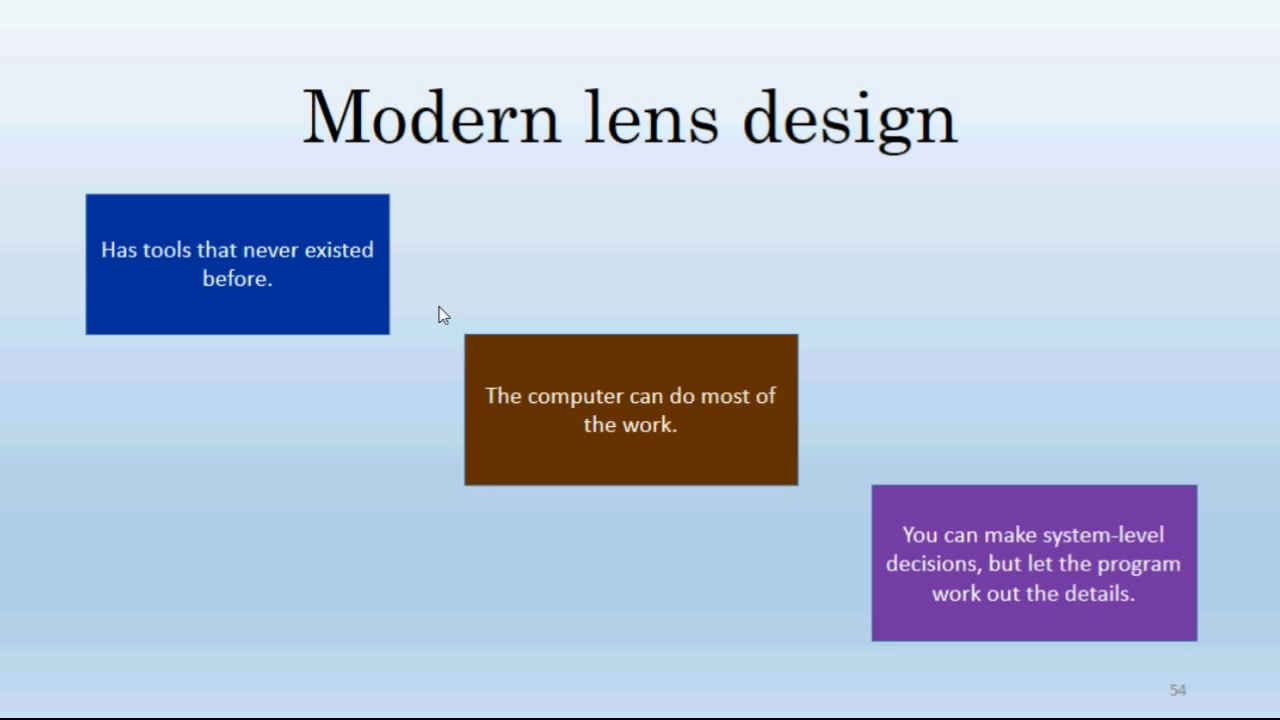 Modern lens design
Has tools that never existed
before.
The computer can do most of
the work.
You can make system-level
decisions, but let the program
work out the details.
54